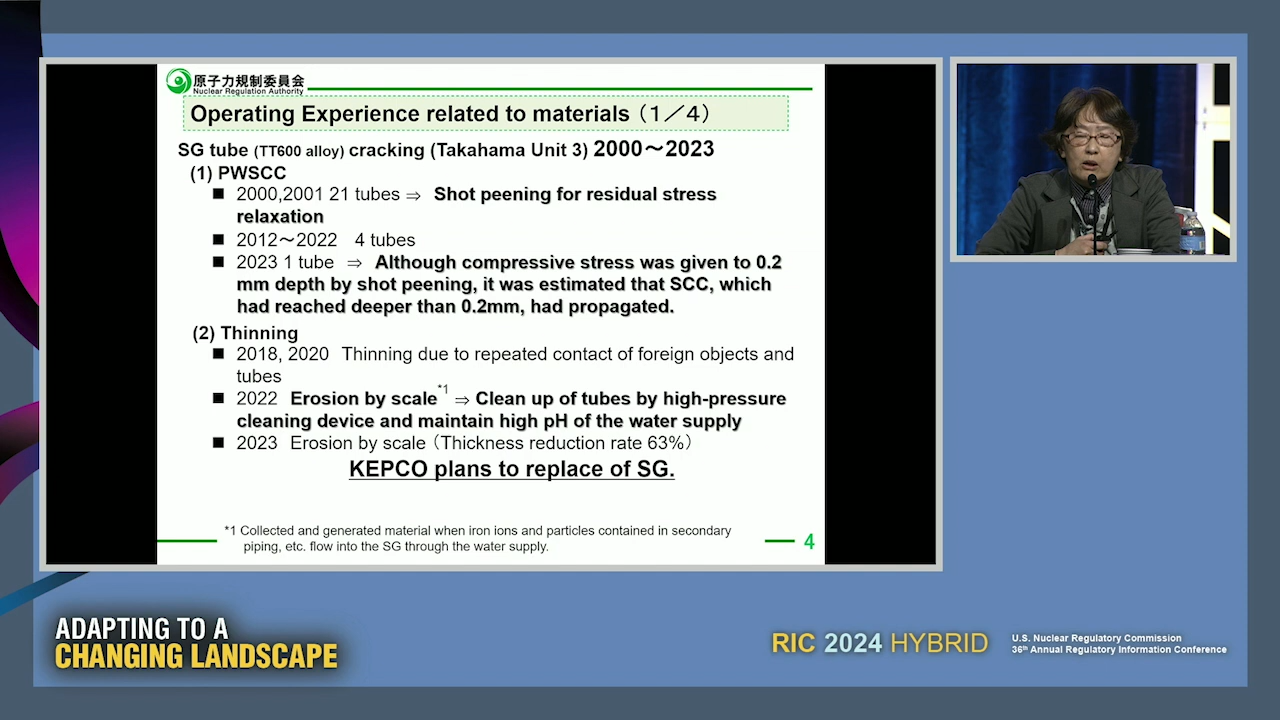 原子力規制委員会
Nuclear Regulation Authority
Operating Experience related to materials（1／4）
SG tube (TT600 alloy) cracking (Takahama Unit 3) 2000～2023
(1) PWSCC
■ 2000,2001 21 tubes ⇒ Shot peening for residual stress
relaxation
■ 2012～2022 4 tubes
■ 2023 1 tube ⇒ Although compressive stress was given to 0.2
mm depth by shot peening, it was estimated that SCC, which
had reached deeper than 0.2mm, had propagated.
(2) Thinning
■ 2018, 2020 Thinning due to repeated contact of foreign objects and
tubes
■ 2022 Erosion by scale*1 ⇒ Clean up of tubes by high-pressure
cleaning device and maintain high pH of the water supply
■ 2023 Erosion by scale（Thickness reduction rate 63%）
KEPCO plans to replace of SG.
*1 Collected and generated material when iron ions and particles contained in secondary
piping, etc. flow into the SG through the water supply.
4
ADAPTING TO A
CHANGING LANDSCAPE
RIC 2024 HYBRID
U.S. Nuclear Regulatory Commission
36th Annual Regulatory Information Conference